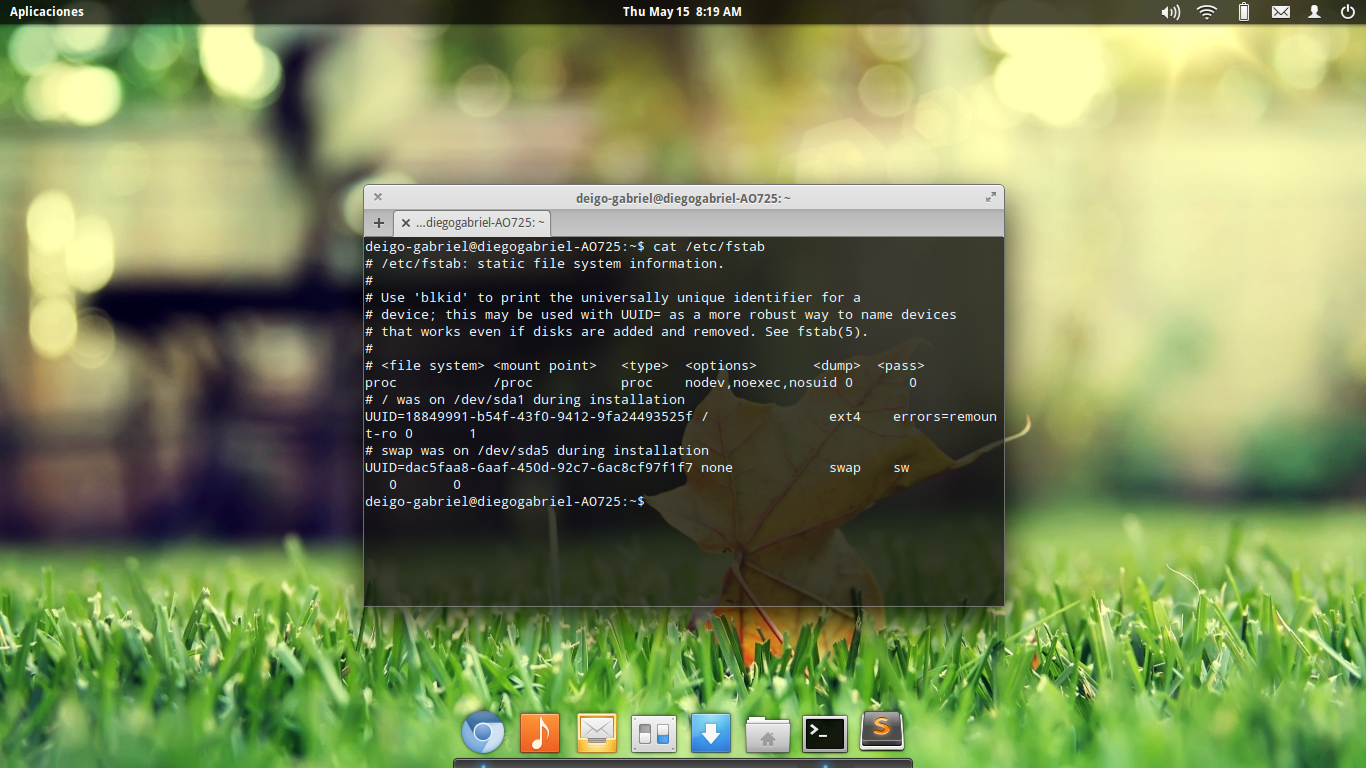 Aplicaciones
Thu May 15 8:19 AM
deigo-gabriel@diegogabriel-AO725: ~
...diegogabriel-AO725: ~
deigo-gabriel@diegogabriel-AO725:~$ cat /etc/fstab
# /etc/fstab: static file system information.
#
# Use 'blkid' to print the universally unique identifier for a
# device; this may be used with UUID= as a more robust way to name devices
# that works even if disks are added and removed. See fstab(5).
#
# <file system> <mount point>   <type>  <options>       <dump>  <pass>
proc            /proc           proc    nodev,noexec,nosuid 0       0
# / was on /dev/sda1 during installation
UUID=18849991-b54f-43f0-9412-9fa24493525f /               ext4    errors=remoun
t-ro 0       1
# swap was on /dev/sda5 during installation
UUID=dac5faa8-6aaf-450d-92c7-6ac8cf97f1f7 none            swap    sw
   0       0
deigo-gabriel@diegogabriel-AO725:~$